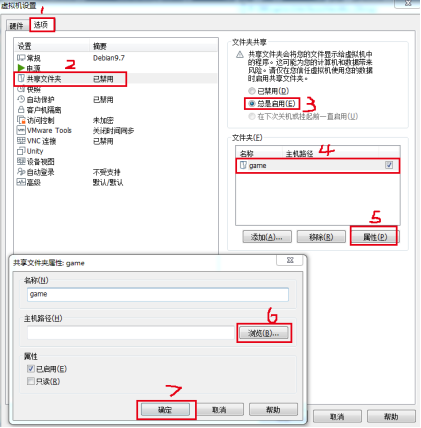 虚拟机设置
1
硬件 选项
设置 摘要
常规 Debian9.7
电源
2
共享文件夹 已禁用
快照
自动保护 已禁用
客户机隔离
访问控制 未加密
VMware Tools 关闭时间同步
VNC 连接 已禁用
Unity
设备视图
自动登录 不受支持
高级 默认/默认
文件夹共享
共享文件夹会将您的文件显示给虚拟机中
的程序。这可能为您的计算机和数据带来
风险。请仅在您信任虚拟机使用您的数据
时启用共享文件夹。
已禁用(D)
总是启用(E) 3
在下次关机或挂起前一直启用(U)
文件夹(F)
4
名称 主机路径
game
5
添加(A)... 移除(R) 属性(P)
共享文件夹属性: game
名称(N)
game
主机路径(H)
6
浏览(B)...
属性
已启用(E)
只读(R)
7
确定 取消 帮助
取消 帮助